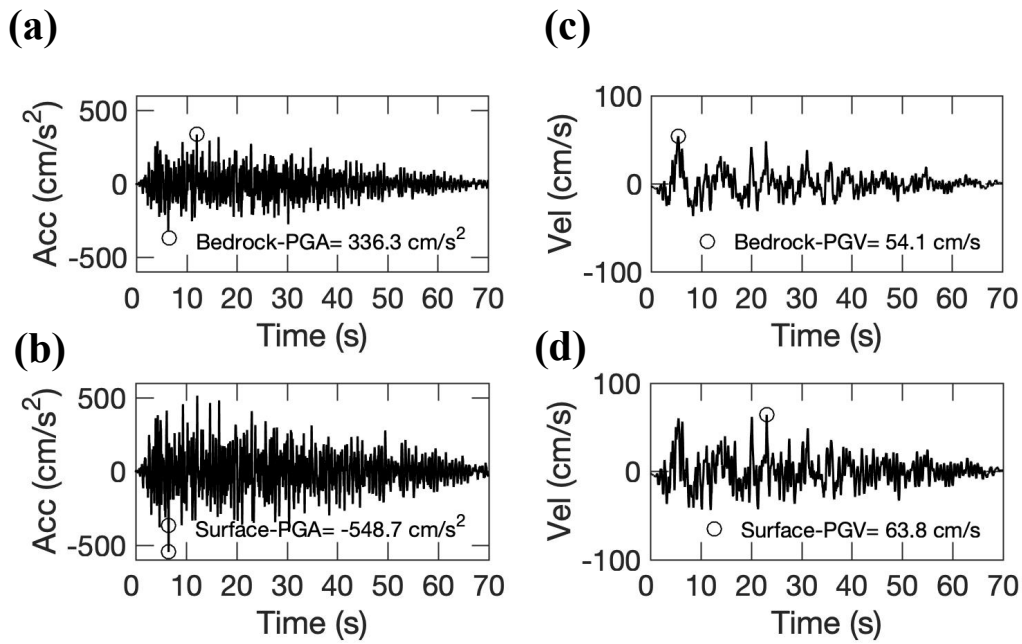 (a)
500
0
-500
Acc (cm/s²)
Bedrock-PGA= 336.3 cm/s²
0 10 20 30 40 50 60 70
Time (s)
(c)
100
0
-100
Vel (cm/s)
Bedrock-PGV= 54.1 cm/s
0 10 20 30 40 50 60 70
Time (s)
(b)
500
0
-500
Acc (cm/s²)
Surface-PGA= -548.7 cm/s²
0 10 20 30 40 50 60 70
Time (s)
(d)
100
0
-100
Vel (cm/s)
Surface-PGV= 63.8 cm/s
0 10 20 30 40 50 60 70
Time (s)